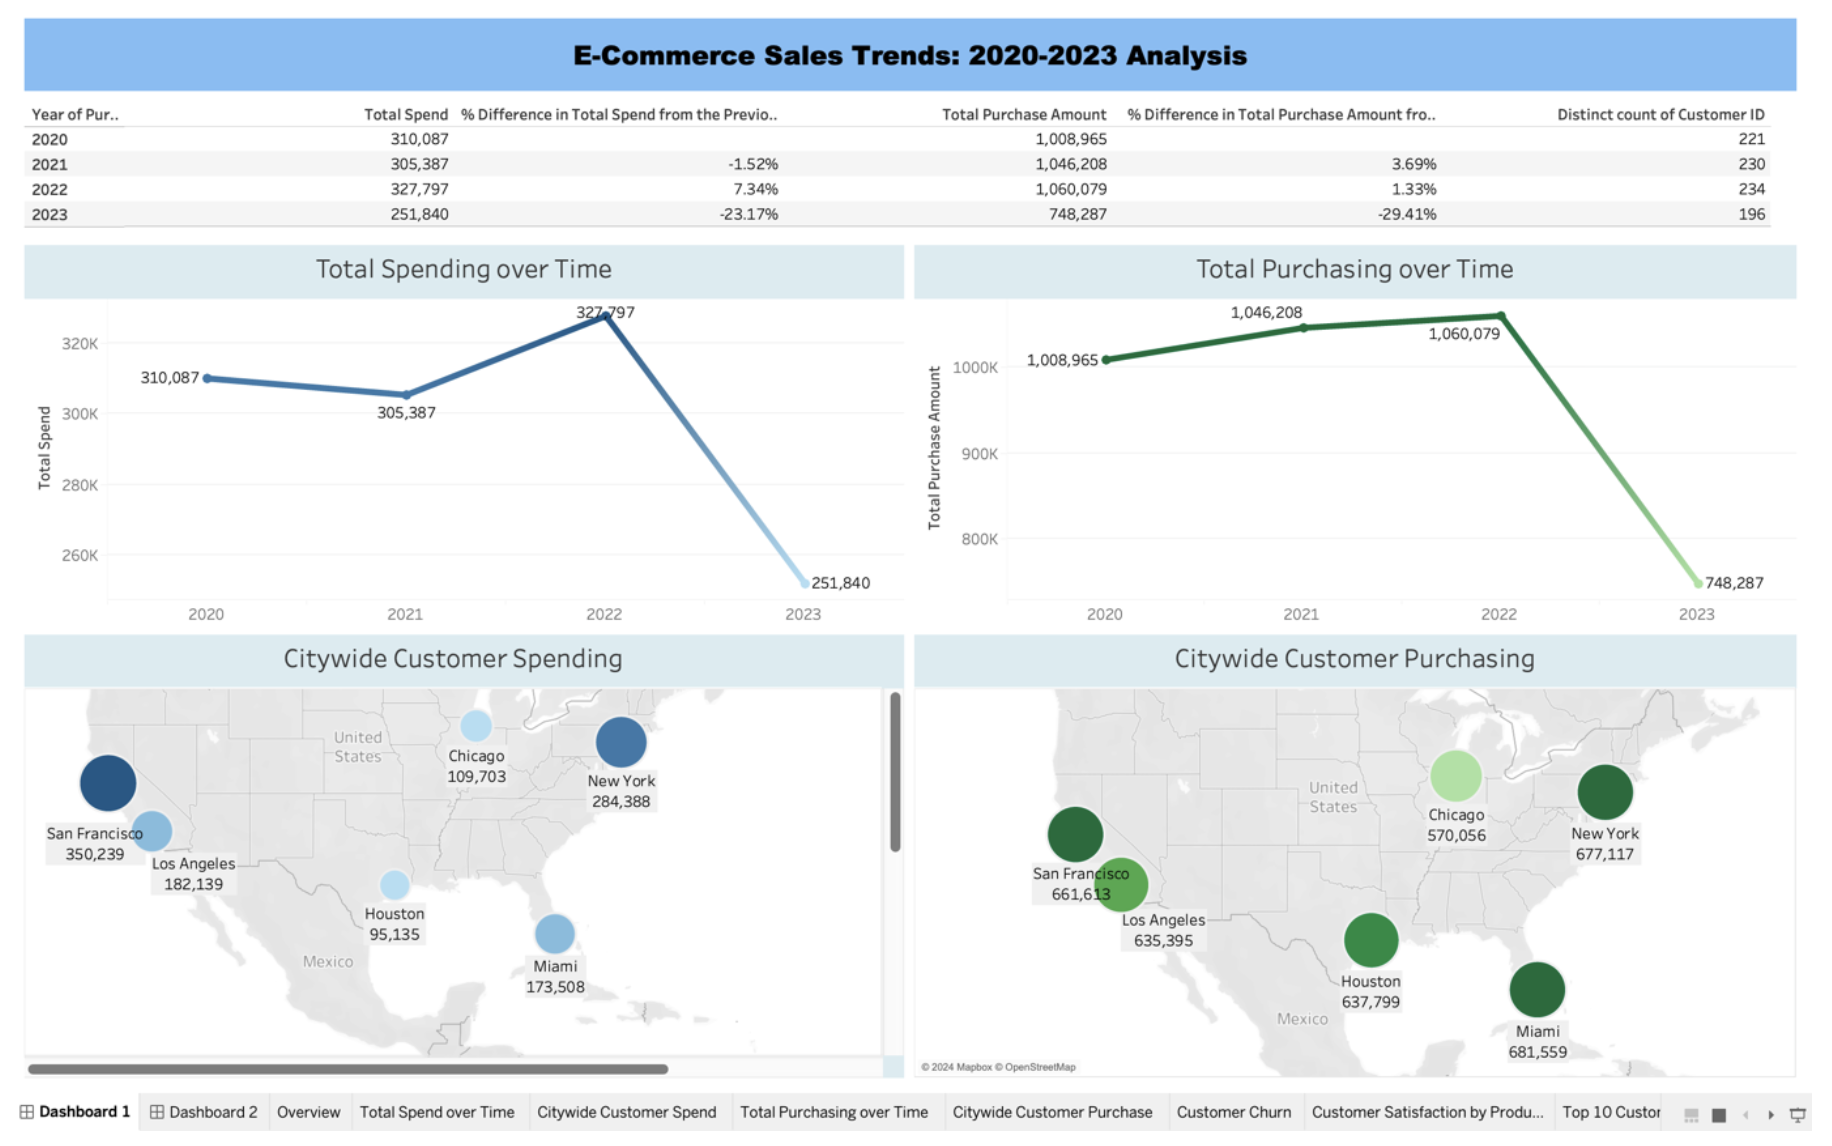 E-Commerce Sales Trends: 2020-2023 Analysis
Year of Pur.. Total Spend % Difference in Total Spend from the Previo.. Total Purchase Amount % Difference in Total Purchase Amount fro.. Distinct count of Customer ID
2020 310,087 1,008,965 221
2021 305,387 -1.52% 1,046,208 3.69% 230
2022 327,797 7.34% 1,060,079 1.33% 234
2023 251,840 -23.17% 748,287 -29.41% 196
Total Spending over Time
Total Spend
320K
300K
280K
260K
310,087
305,387
327,797
251,840
2020 2021 2022 2023
Total Purchasing over Time
Total Purchase Amount
1000K
900K
800K
1,008,965
1,046,208
1,060,079
748,287
2020 2021 2022 2023
Citywide Customer Spending
United
States
Chicago
109,703
New York
284,388
San Francisco
350,239
Los Angeles
182,139
Houston
95,135
Miami
173,508
Mexico
Citywide Customer Purchasing
United
States
Chicago
570,056
New York
677,117
San Francisco
661,613
Los Angeles
635,395
Houston
637,799
Miami
681,559
Mexico
© 2024 Mapbox © OpenStreetMap
Dashboard 1 Dashboard 2 Overview Total Spend over Time Citywide Customer Spend Total Purchasing over Time Citywide Customer Purchase Customer Churn Customer Satisfaction by Produ... Top 10 Custor